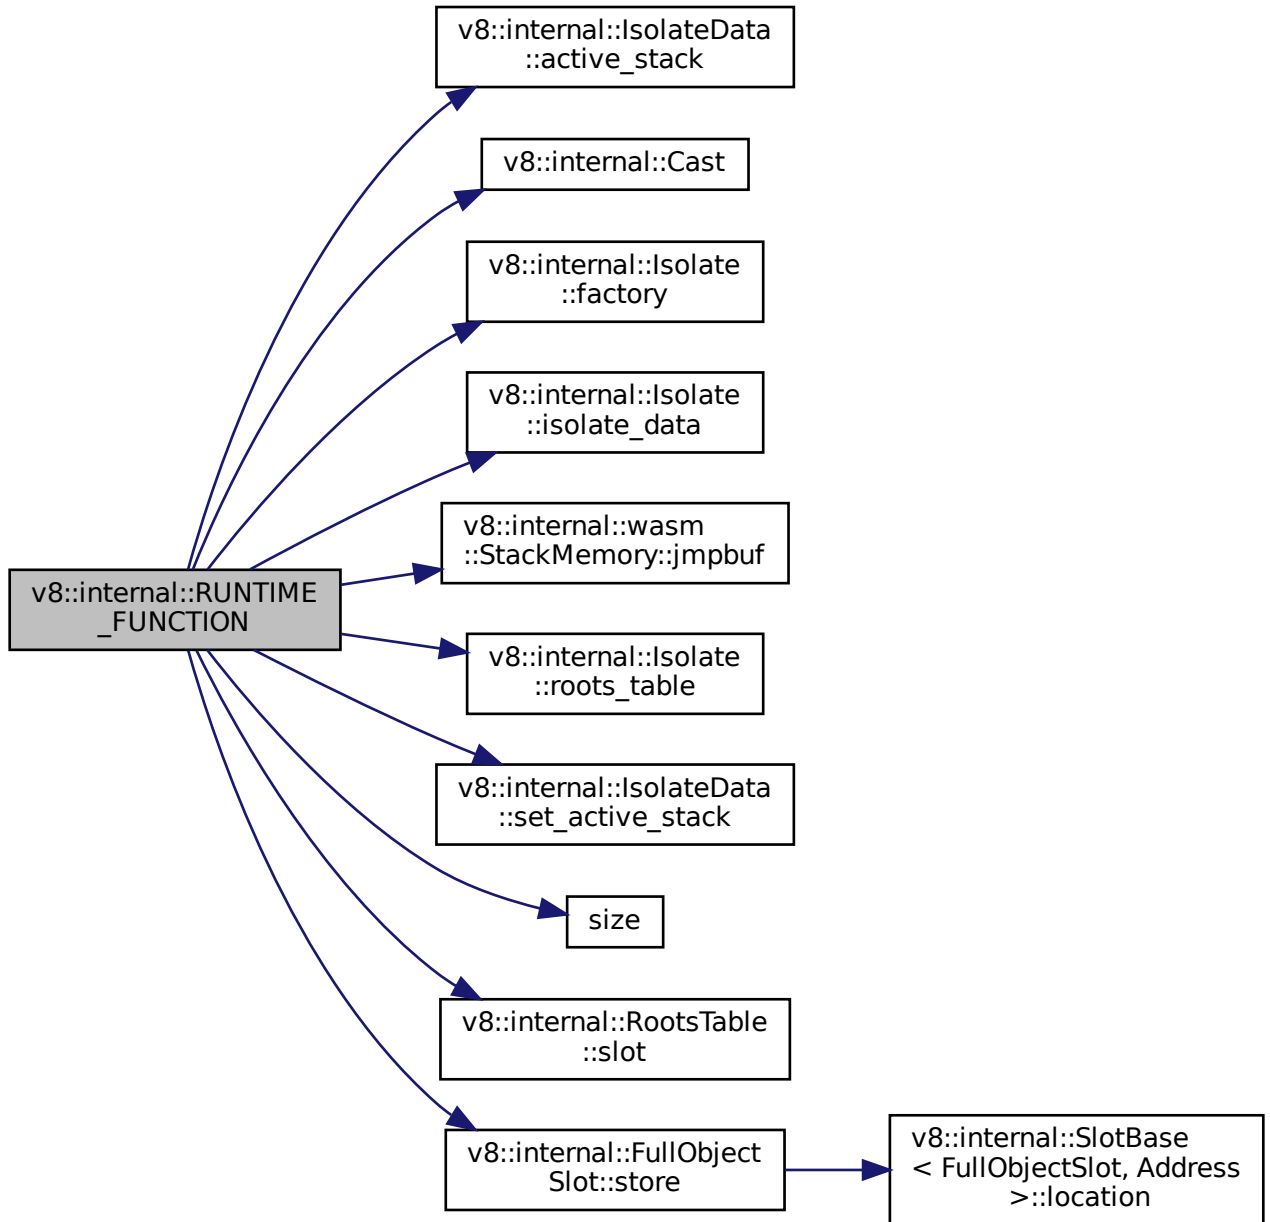 v8::internal::IsolateData
::active_stack
v8::internal::Cast
v8::internal::Isolate
::factory
v8::internal::Isolate
::isolate_data
v8::internal::wasm
::StackMemory::jmpbuf
v8::internal::RUNTIME
_FUNCTION
v8::internal::Isolate
::roots_table
v8::internal::IsolateData
::set_active_stack
size
v8::internal::RootsTable
::slot
v8::internal::FullObject
Slot::store
v8::internal::SlotBase
< FullObjectSlot, Address
>::location